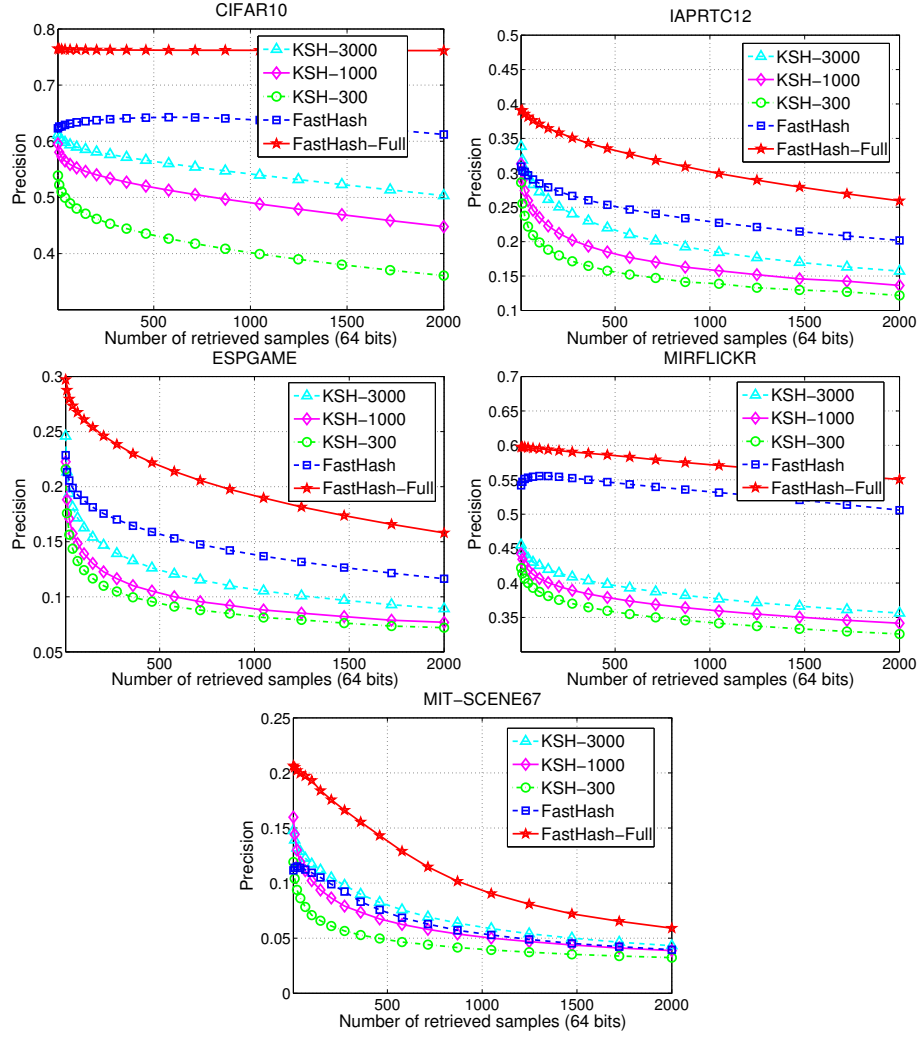 CIFAR10
0.8
0.7
0.6
0.5
0.4
Precision
500
1000
1500
2000
Number of retrieved samples (64 bits)
KSH−3000
KSH−1000
KSH−300
FastHash
FastHash−Full
IAPRTC12
0.5
0.45
0.4
0.35
0.3
0.25
0.2
0.15
0.1
Precision
500
1000
1500
2000
Number of retrieved samples (64 bits)
KSH−3000
KSH−1000
KSH−300
FastHash
FastHash−Full
ESPGAME
0.3
0.25
0.2
0.15
0.1
0.05
Precision
500
1000
1500
2000
Number of retrieved samples (64 bits)
KSH−3000
KSH−1000
KSH−300
FastHash
FastHash−Full
MIRFLICKR
0.7
0.65
0.6
0.55
0.5
0.45
0.4
0.35
Precision
500
1000
1500
2000
Number of retrieved samples (64 bits)
KSH−3000
KSH−1000
KSH−300
FastHash
FastHash−Full
MIT−SCENE67
0.25
0.2
0.15
0.1
0.05
0
Precision
500
1000
1500
2000
Number of retrieved samples (64 bits)
KSH−3000
KSH−1000
KSH−300
FastHash
FastHash−Full